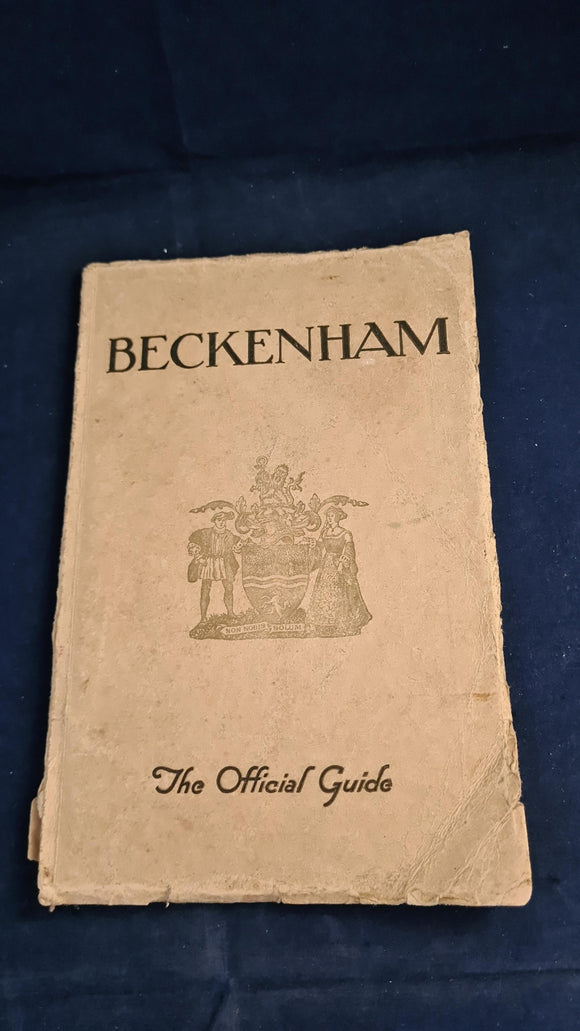 BECKENHAM
NON NOBIS SOLUM
The Official Guide